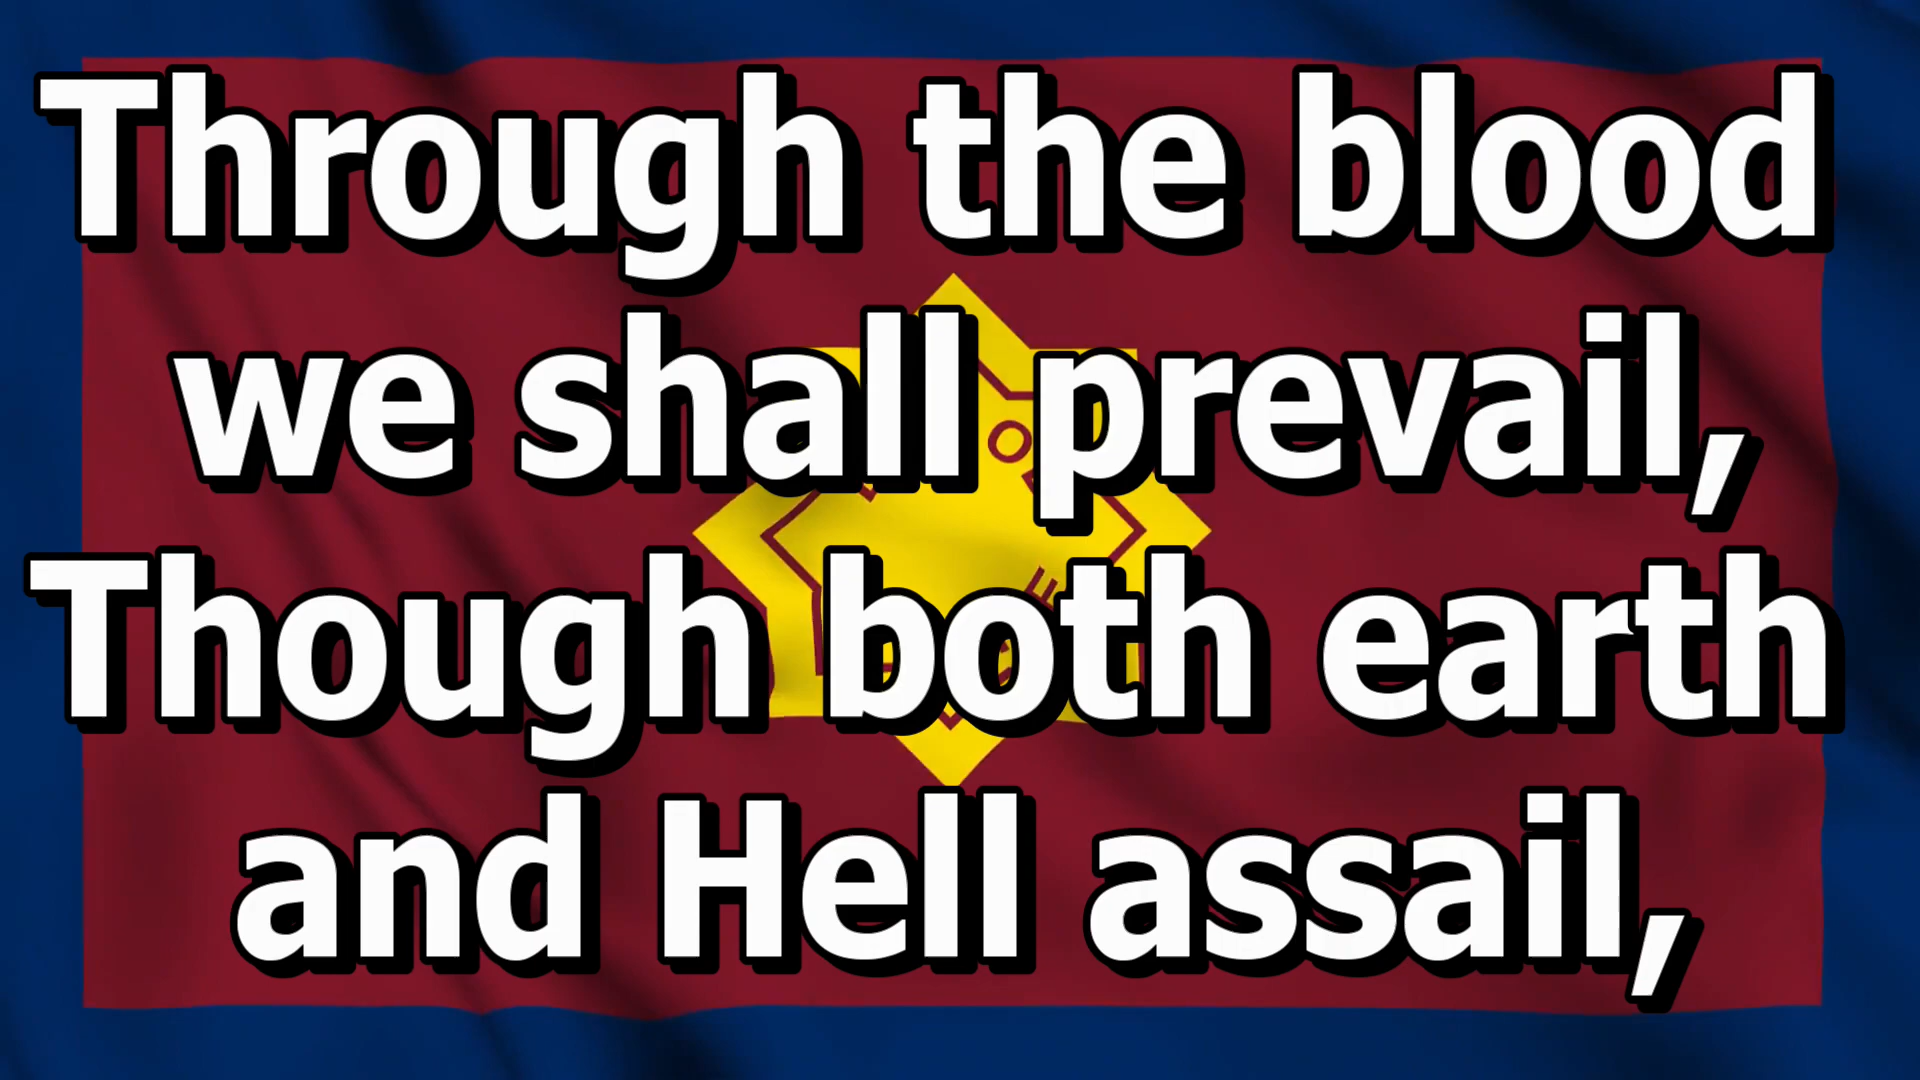 Through the blood
we shall prevail,
Though both earth
and Hell assail,